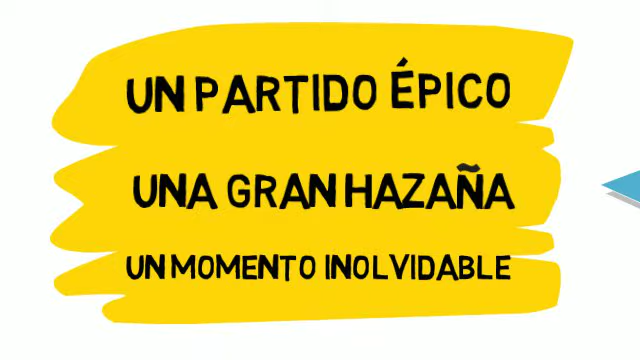 UN PARTIDO ÉPICO
UNA GRAN HAZAÑA
UN MOMENTO INOLVIDABLE